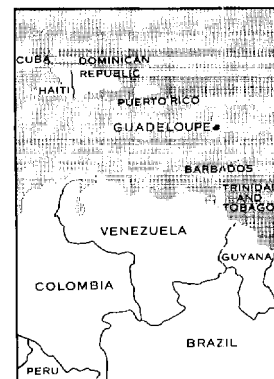 CUBA
DOMINICAN
REPUBLIC
HAITI
PUERTO RICO
GUADELOUPE
BARBADOS
TRINIDAD
AND
TOBAGO
VENEZUELA
GUYANA
COLOMBIA
BRAZIL
PERU